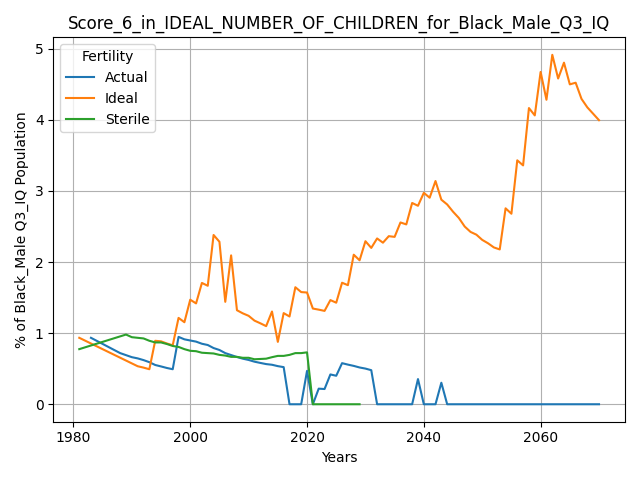 Score_6_in_IDEAL_NUMBER_OF_CHILDREN_for_Black_Male_Q3_IQ
Fertility
Actual
Ideal
Sterile
% of Black_Male Q3_IQ Population
5
4
3
2
1
0
1980 2000 2020 2040 2060
Years